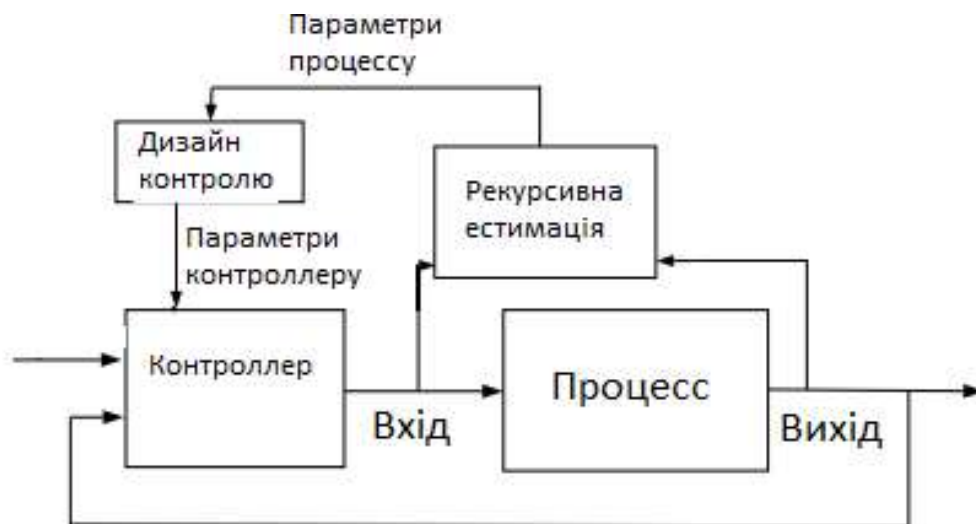 Параметри
процессу
Дизайн
контролю
Рекурсивна
естимація
Параметри
контроллеру
Контроллер
Процесс
Вхід
Вихід